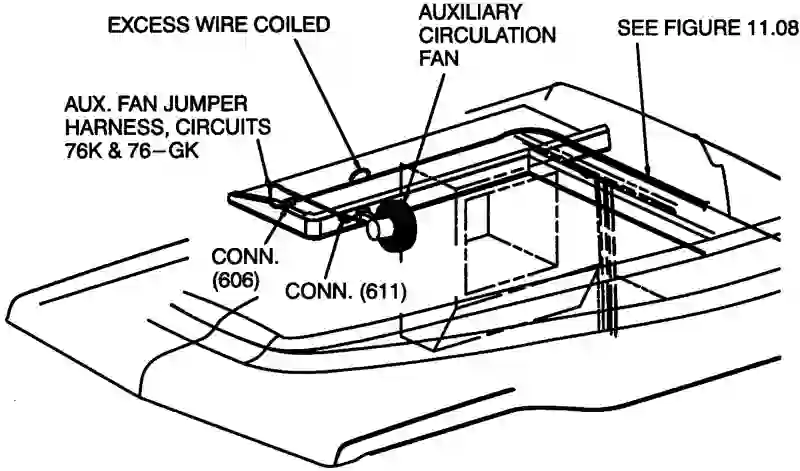 EXCESS WIRE COILED
AUXILIARY
CIRCULATION
FAN
SEE FIGURE 11.08
AUX. FAN JUMPER
HARNESS, CIRCUITS
76K & 76-GK
CONN.
(606)
CONN. (611)